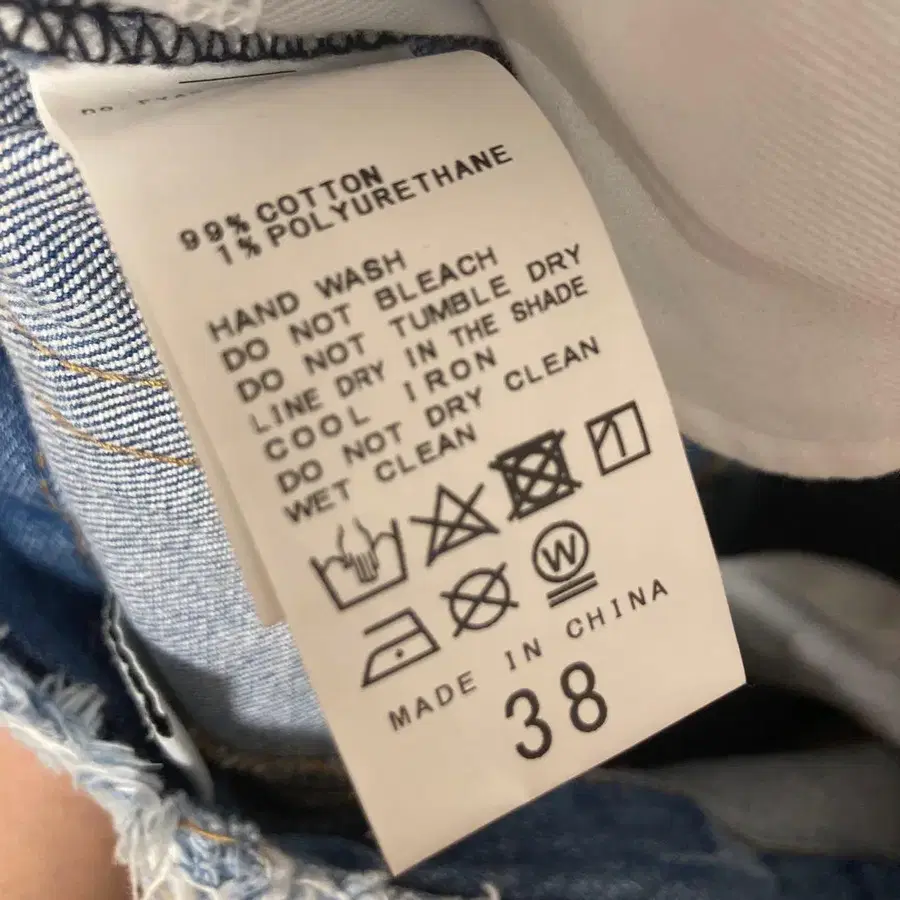 99% COTTON
1% POLYURETHANE
HAND WASH
DO NOT BLEACH
DO NOT TUMBLE DRY
LINE DRY IN THE SHADE
COOL IRON
DO NOT DRY CLEAN
WET CLEAN
W
MADE IN CHINA
38